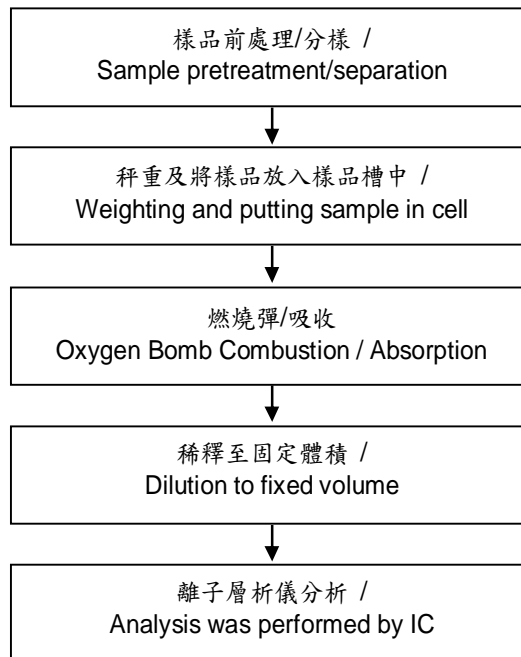 樣品前處理/分樣 /
Sample pretreatment/separation
秤重及將樣品放入樣品槽中 /
Weighting and putting sample in cell
燃燒彈/吸收
Oxygen Bomb Combustion / Absorption
稀釋至固定體積 /
Dilution to fixed volume
離子層析儀分析 /
Analysis was performed by IC